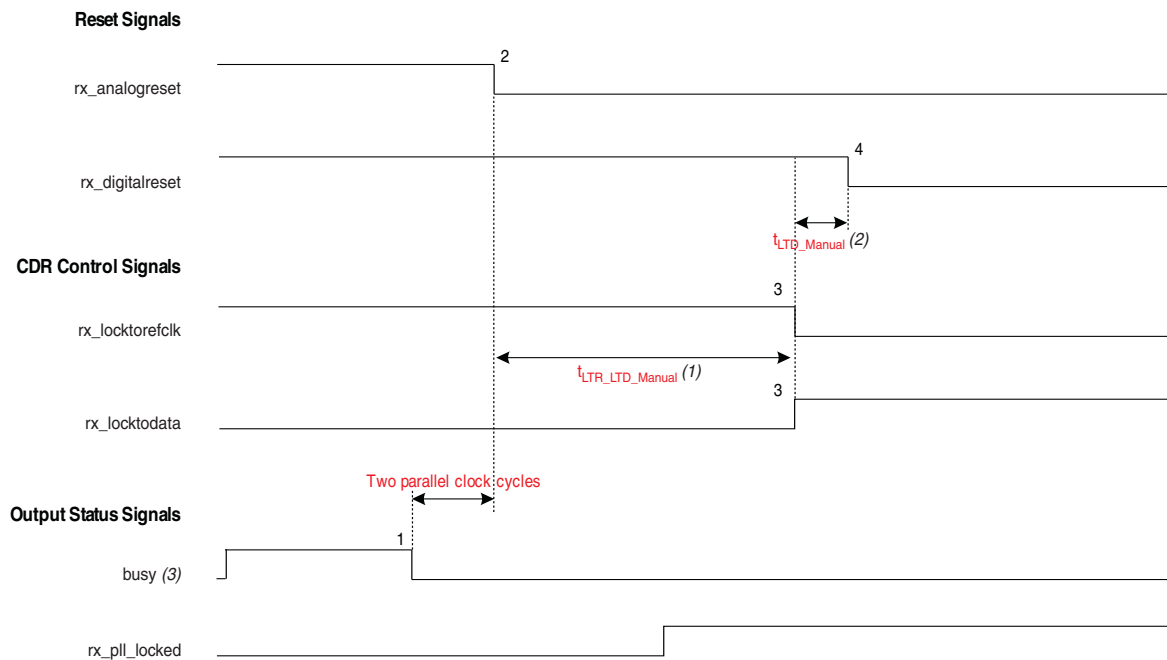 Reset Signals
2
rx_analogreset
4
rx_digitalreset
tLTD_Manual (2)
CDR Control Signals
3
rx_locktorefclk
tLTR_LTD_Manual (1)
3
rx_locktodata
Two parallel clock cycles
Output Status Signals
1
busy (3)
rx_pll_locked